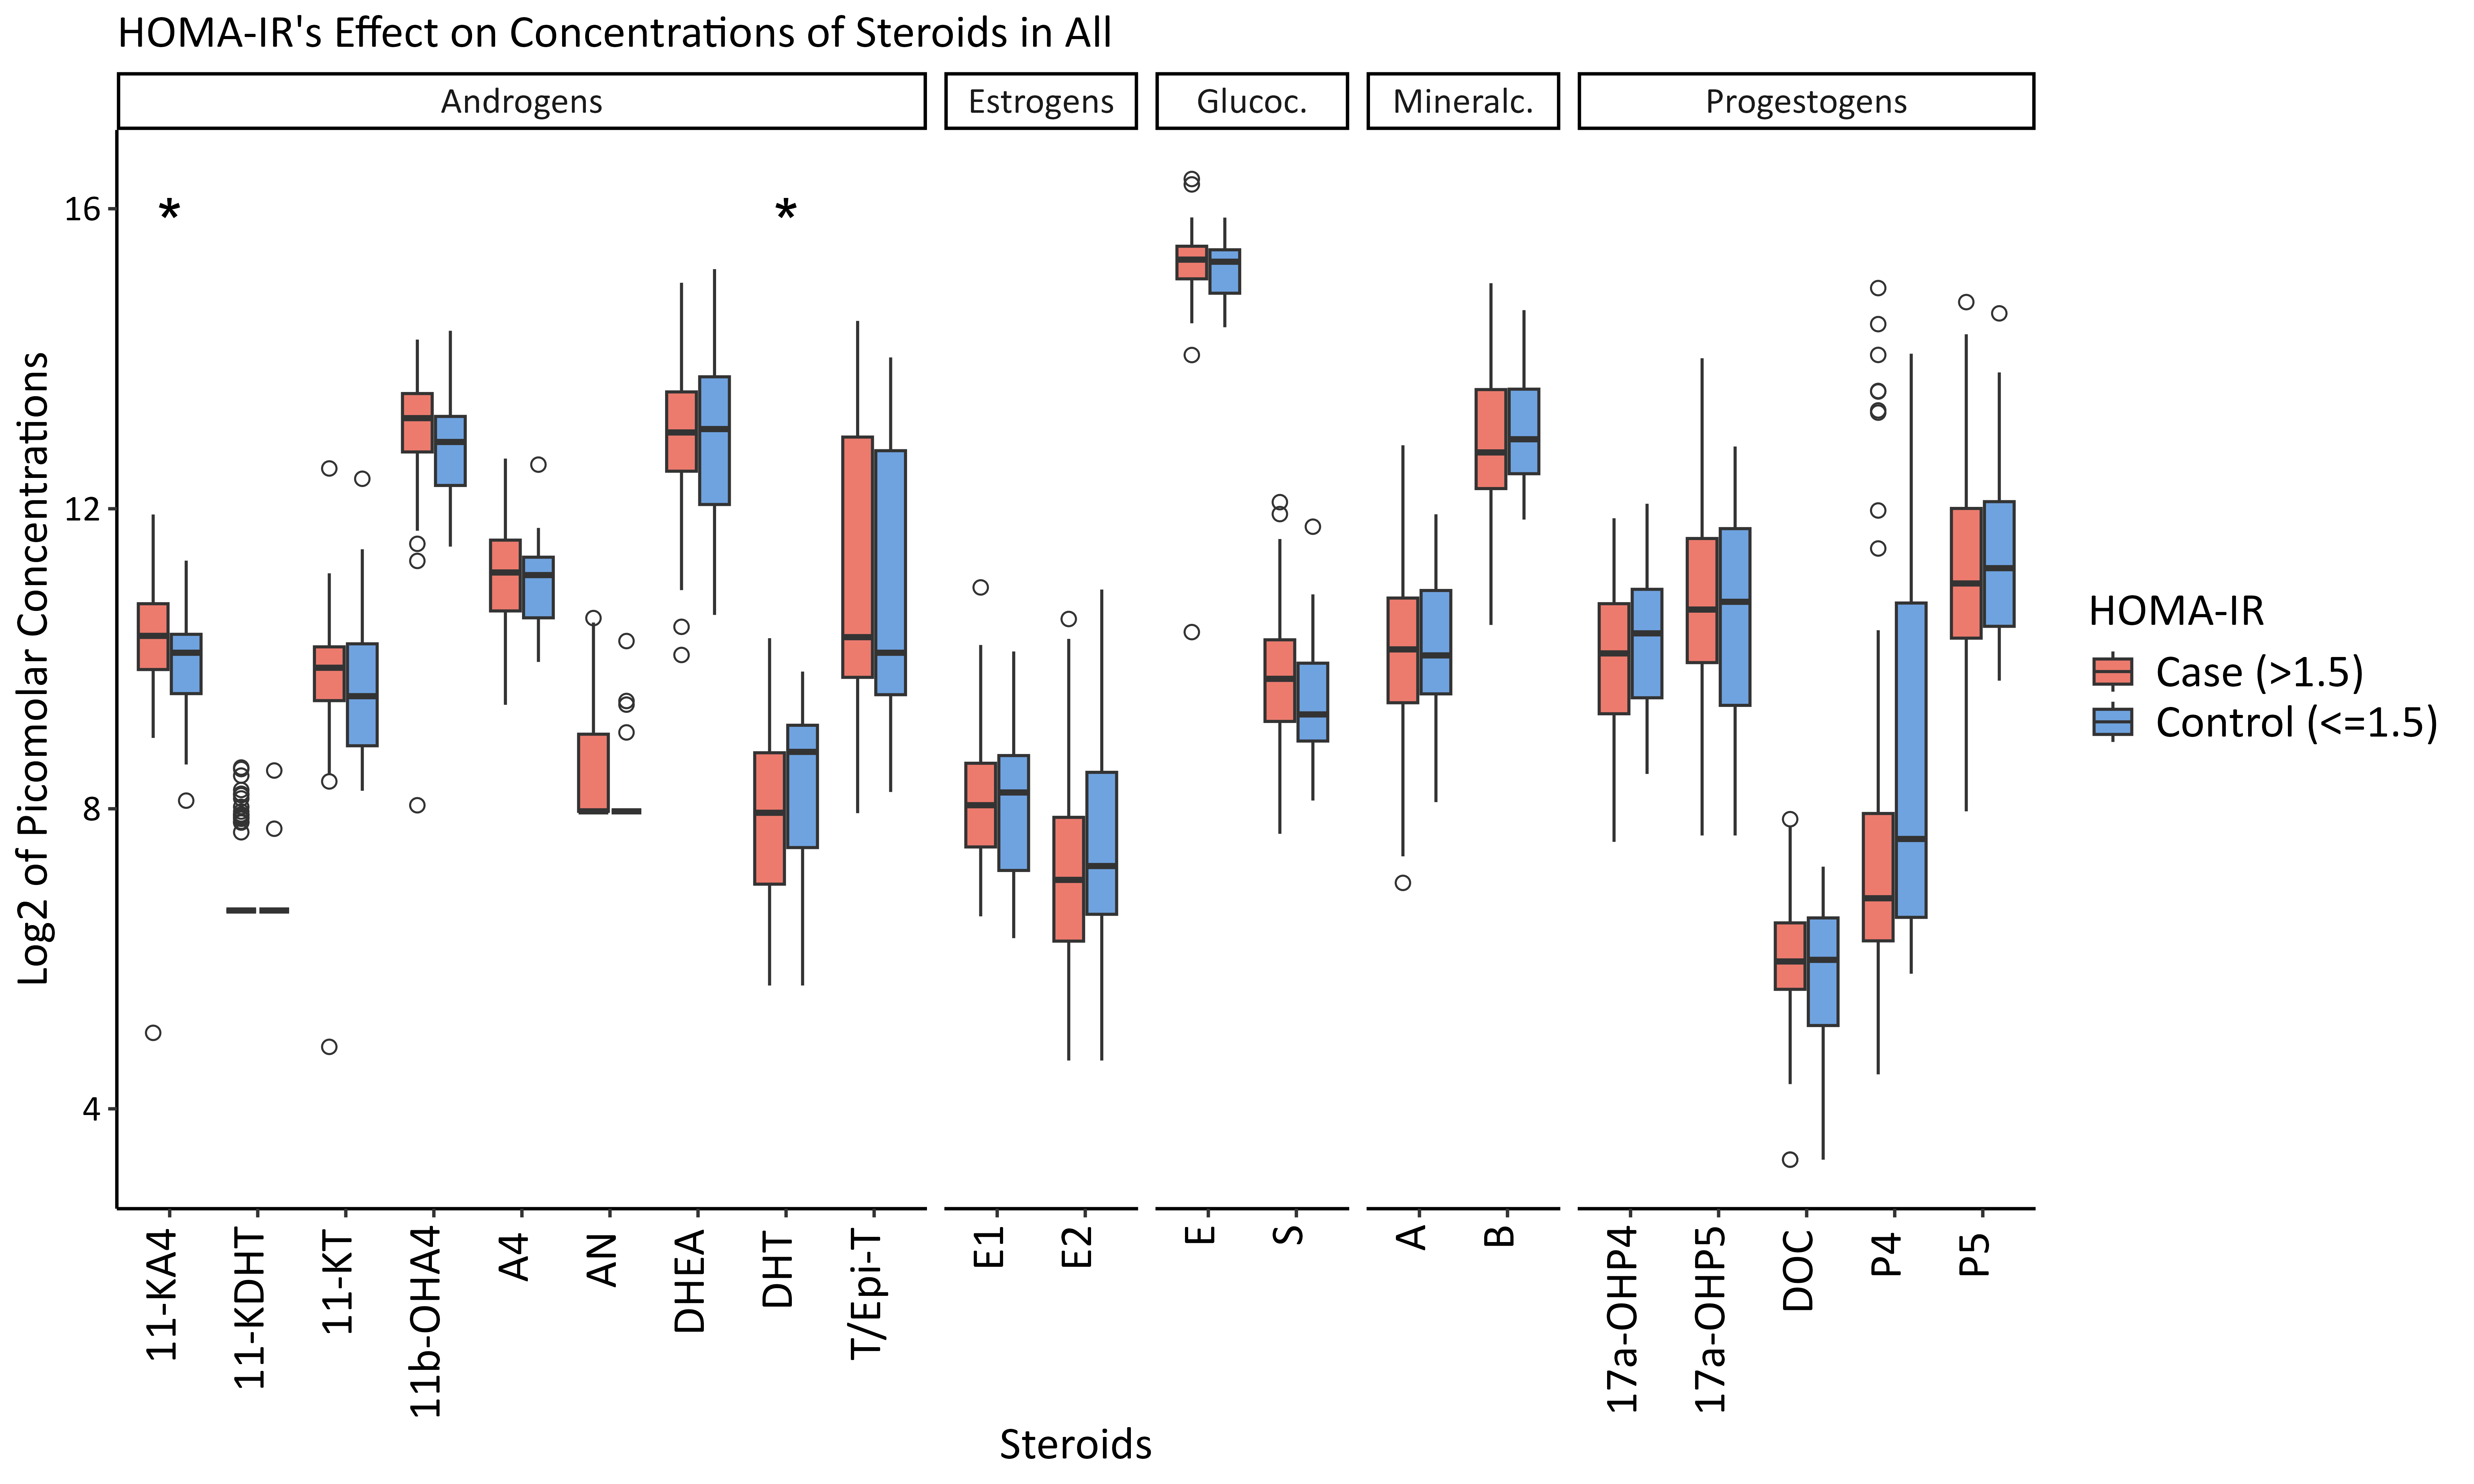 HOMA-IR's Effect on Concentrations of Steroids in All
Androgens
Estrogens
Glucoc.
Mineralc.
Progestogens
Log2 of Picomolar Concentrations
16
12
8
4
*
*
11-KA4
11-KDHT
11-KT
11b-OHA4
A4
AN
DHEA
DHT
T/Epi-T
E1
E2
E
S
A
B
17a-OHP4
17a-OHP5
DOC
P4
P5
Steroids
HOMA-IR
Case (>1.5)
Control (<=1.5)